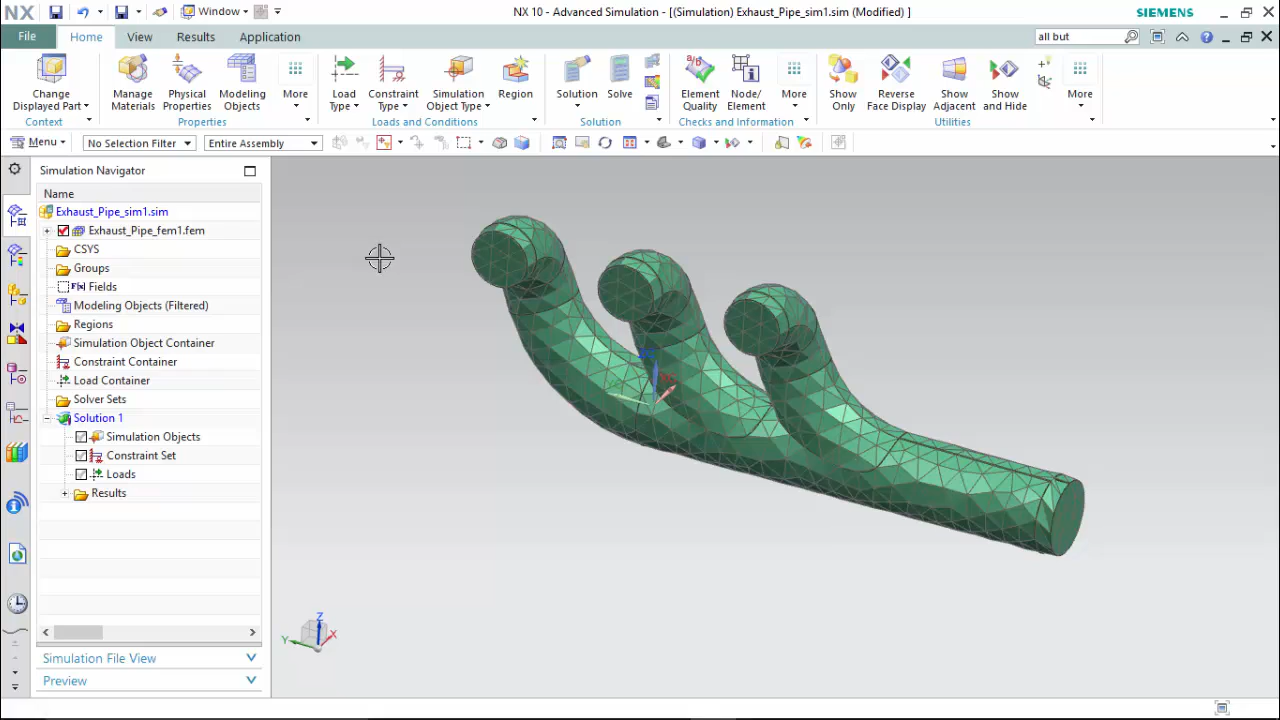 NX
Window
NX 10 - Advanced Simulation - [(Simulation) Exhaust_Pipe_sim1.sim (Modified) ]
SIEMENS
File
Home
View
Results
Application
all but
Change Displayed Part
Manage Materials
Physical Properties
Modeling Objects
More
Load Type
Constraint Type
Simulation Object Type
Region
Solution
Solve
Element Quality
Node/ Element
More
Show Only
Reverse Face Display
Show Adjacent
Show and Hide
More
Context
Properties
Loads and Conditions
Solution
Checks and Information
Utilities
Menu
No Selection Filter
Entire Assembly
Simulation Navigator
Name
Exhaust_Pipe_sim1.sim
Exhaust_Pipe_fem1.fem
CSYS
Groups
Fields
Modeling Objects (Filtered)
Regions
Simulation Object Container
Constraint Container
Load Container
Solver Sets
Solution 1
Simulation Objects
Constraint Set
Loads
Results
Simulation File View
Preview
Z
Y
X